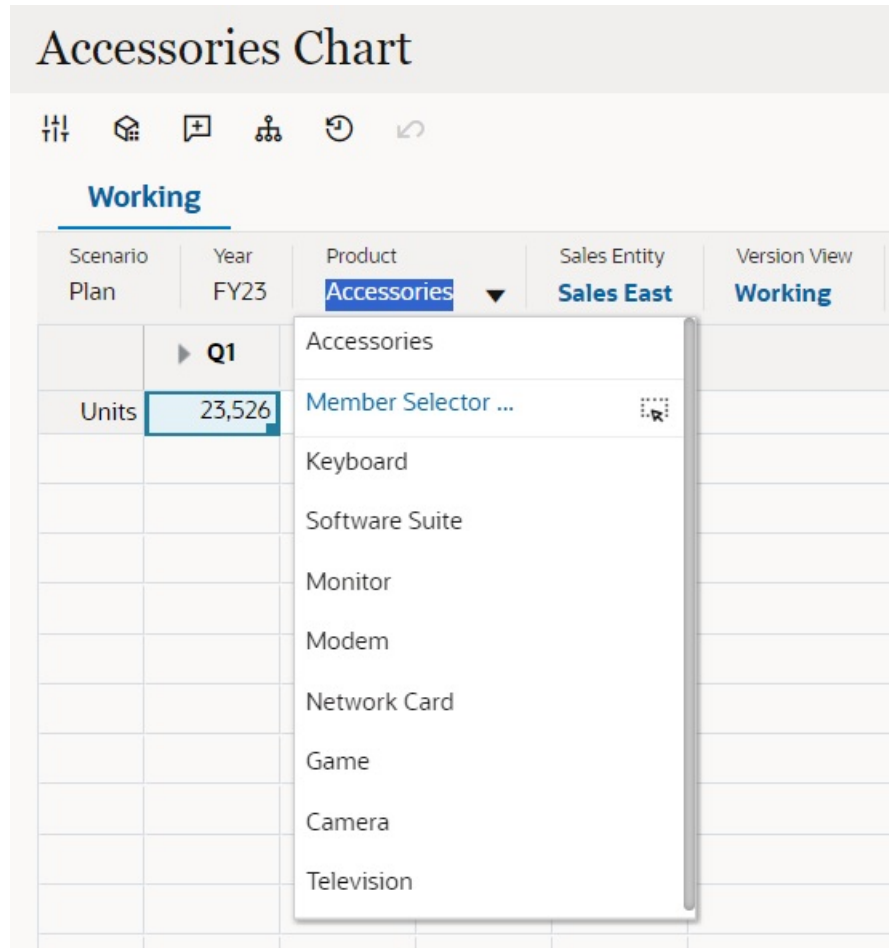 Accessories Chart
Working
Scenario Year Product Sales Entity Version View
Plan FY23 Accessories Sales East Working
Q1
Units 23,526
Accessories
Member Selector ...
Keyboard
Software Suite
Monitor
Modem
Network Card
Game
Camera
Television